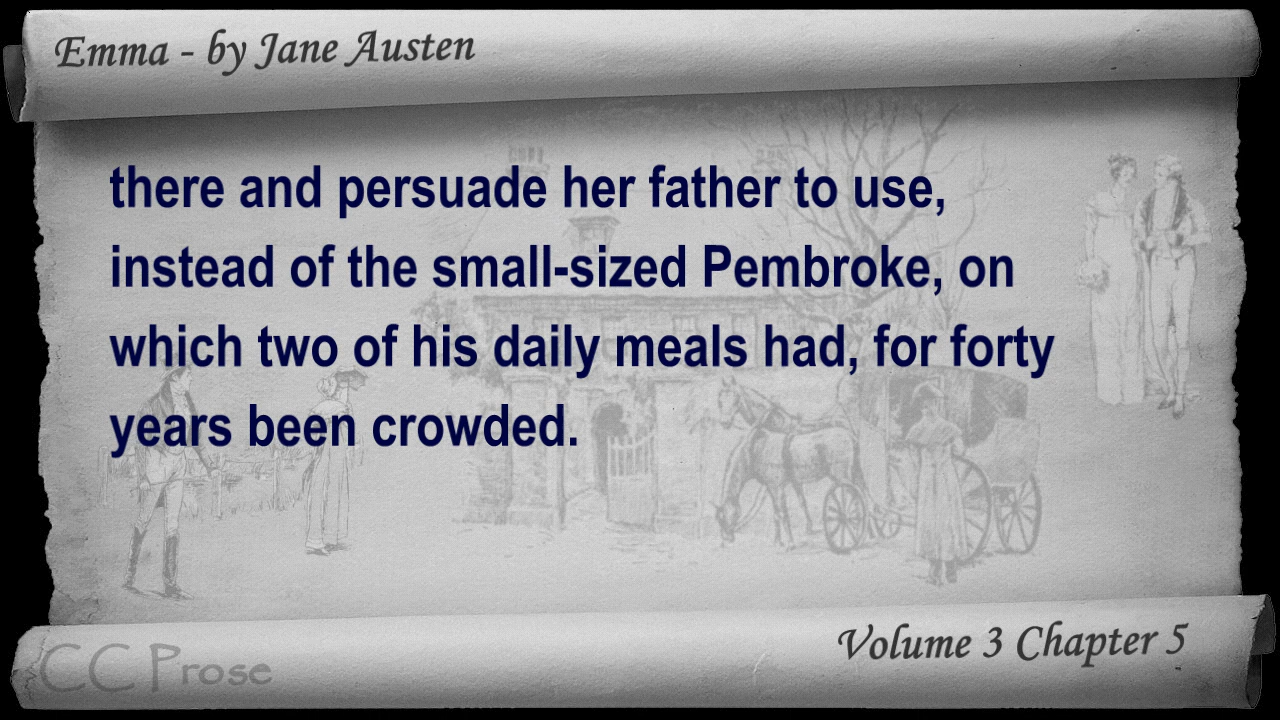 Emma - by Jane Austen
there and persuade her father to use,
instead of the small-sized Pembroke, on
which two of his daily meals had, for forty
years been crowded.
Volume 3 Chapter 5
CC Prose